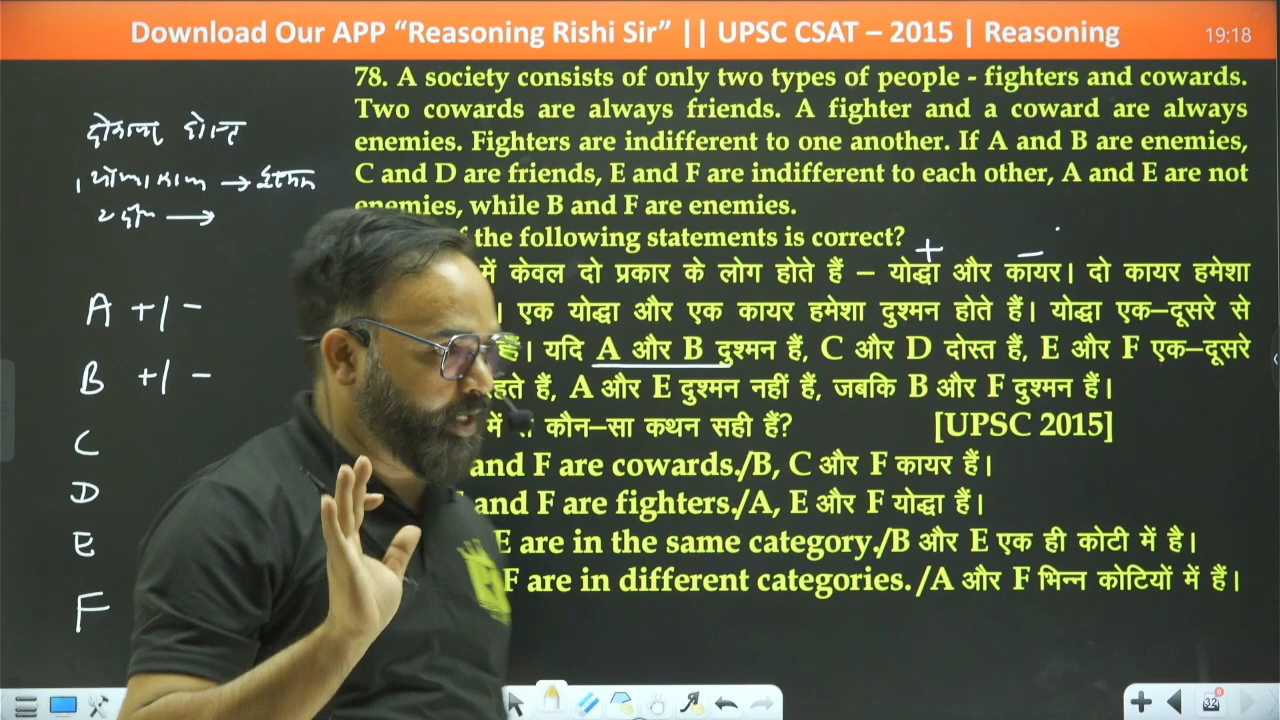 Download Our APP “Reasoning Rishi Sir” || UPSC CSAT – 2015 | Reasoning
19:18
78. A society consists of only two types of people - fighters and cowards.
Two cowards are always friends. A fighter and a coward are always
enemies. Fighters are indifferent to one another. If A and B are enemies,
C and D are friends, E and F are indifferent to each other, A and E are not
enemies, while B and F are enemies.
the following statements is correct?
+ –
में केवल दो प्रकार के लोग होते हैं – योद्धा और कायर। दो कायर हमेशा
। एक योद्धा और एक कायर हमेशा दुश्मन होते हैं। योद्धा एक–दूसरे से
हैं। यदि A और B दुश्मन हैं, C और D दोस्त हैं, E और F एक–दूसरे
हते हैं, A और E दुश्मन नहीं हैं, जबकि B और F दुश्मन हैं।
में कौन–सा कथन सही हैं? [UPSC 2015]
and F are cowards./B, C और F कायर हैं।
and F are fighters./A, E और F योद्धा हैं।
E are in the same category./B और E एक ही कोटी में है।
F are in different categories. /A और F भिन्न कोटियों में हैं।
A +/ –
B +/ –
C
D
E
F
32